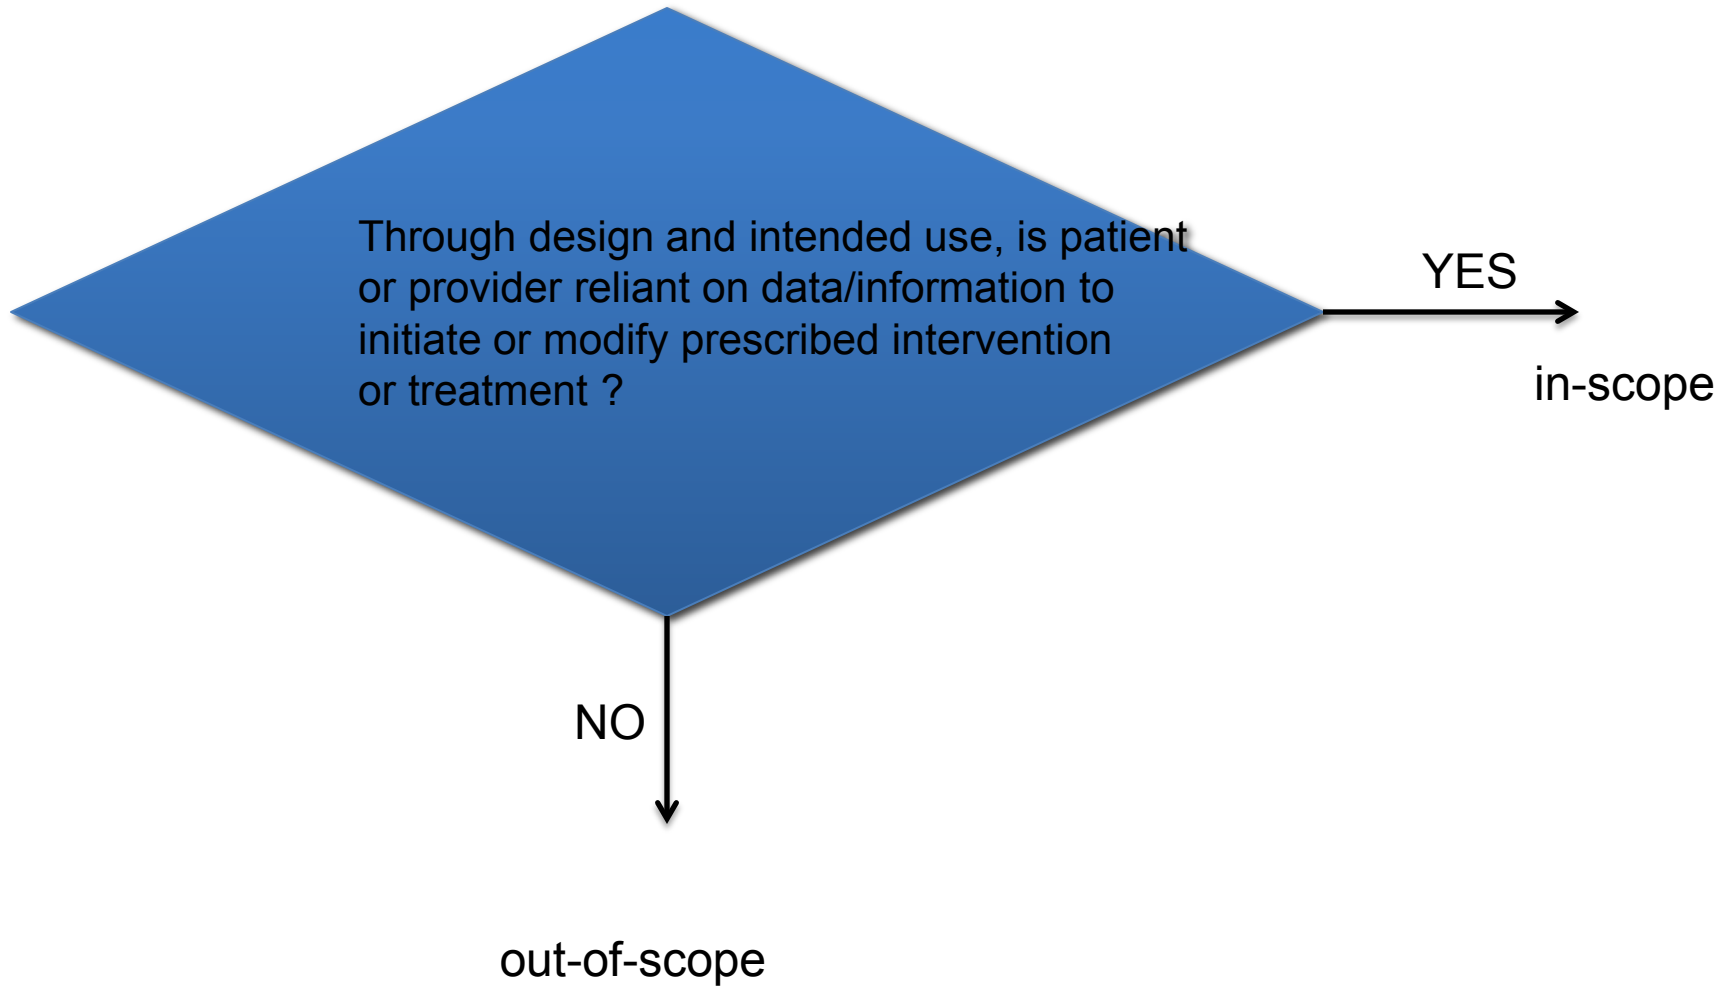 Through design and intended use, is patient
or provider reliant on data/information to
initiate or modify prescribed intervention
or treatment ?
YES
in-scope
NO
out-of-scope